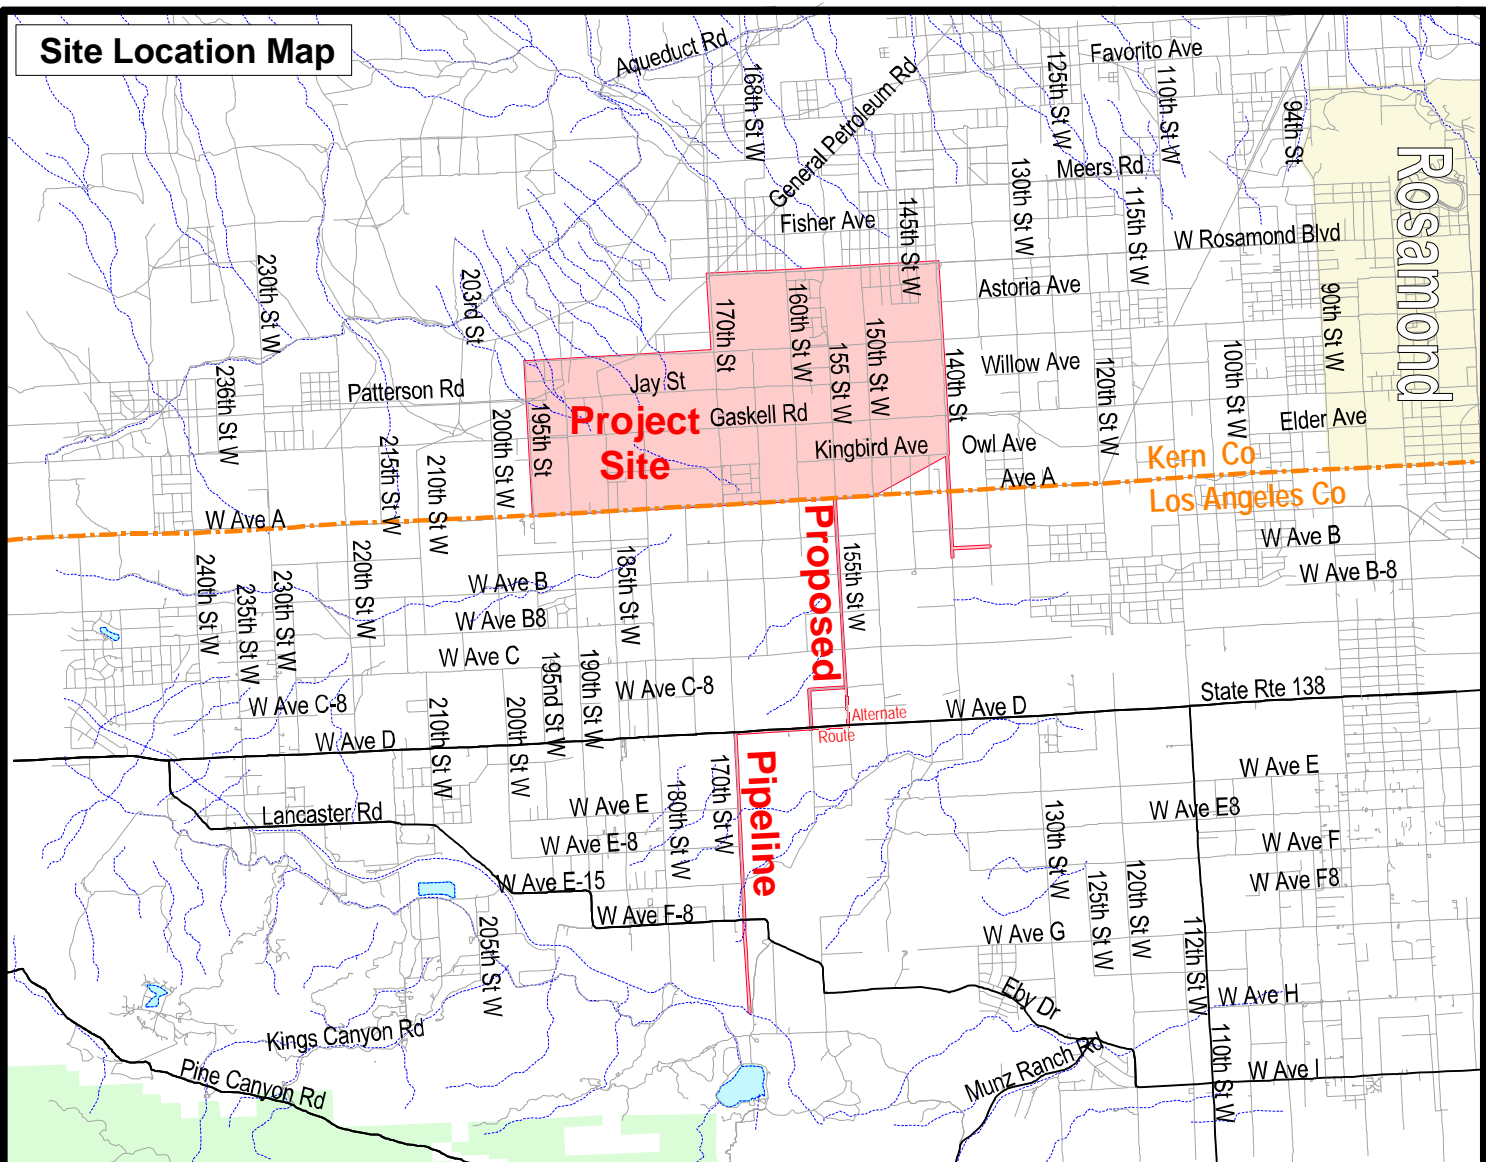 Site Location Map
Aqueduct Rd
168th St W
General Petroleum Rd
125th St W
Favorito Ave
110th St W
94th St
Rosamond
Meers Rd
130th St W
115th St W
Fisher Ave
145th St W
W Rosamond Blvd
230th St W
203rd St
170th St
160th St W
155 St W
150th St W
Astoria Ave
90th St W
236th St W
Patterson Rd
Jay St
Willow Ave
140th St
120th St W
100th St W
200th St W
195th St
Project
Site
Gaskell Rd
Kingbird Ave
Owl Ave
Elder Ave
215th St W
210th St W
Ave A
Kern Co
Los Angeles Co
W Ave A
W Ave B
W Ave B-8
240th St W
235th St W
230th St W
220th St W
W Ave B
W Ave B8
W Ave C
185th St W
Proposed
155th St W
W Ave C-8
W Ave D
210th St W
200th St W
195nd St W
190th St W
W Ave C-8
Alternate
Route
W Ave D
State Rte 138
Lancaster Rd
W Ave E
W Ave E-8
W Ave E-15
W Ave F-8
180th St W
170th St W
Pipeline
W Ave E
W Ave E8
W Ave F
W Ave F8
130th St W
125th St W
120th St W
112th St W
W Ave G
205th St W
Kings Canyon Rd
Pine Canyon Rd
Eby Dr
Munz Ranch Rd
W Ave H
110th St W
W Ave I